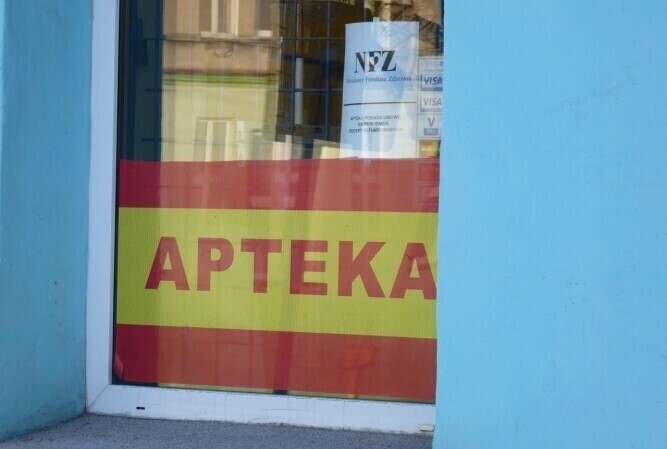 NFZ
Narodowy Fundusz Zdrowia
VISA
VISA
V
APTEKA